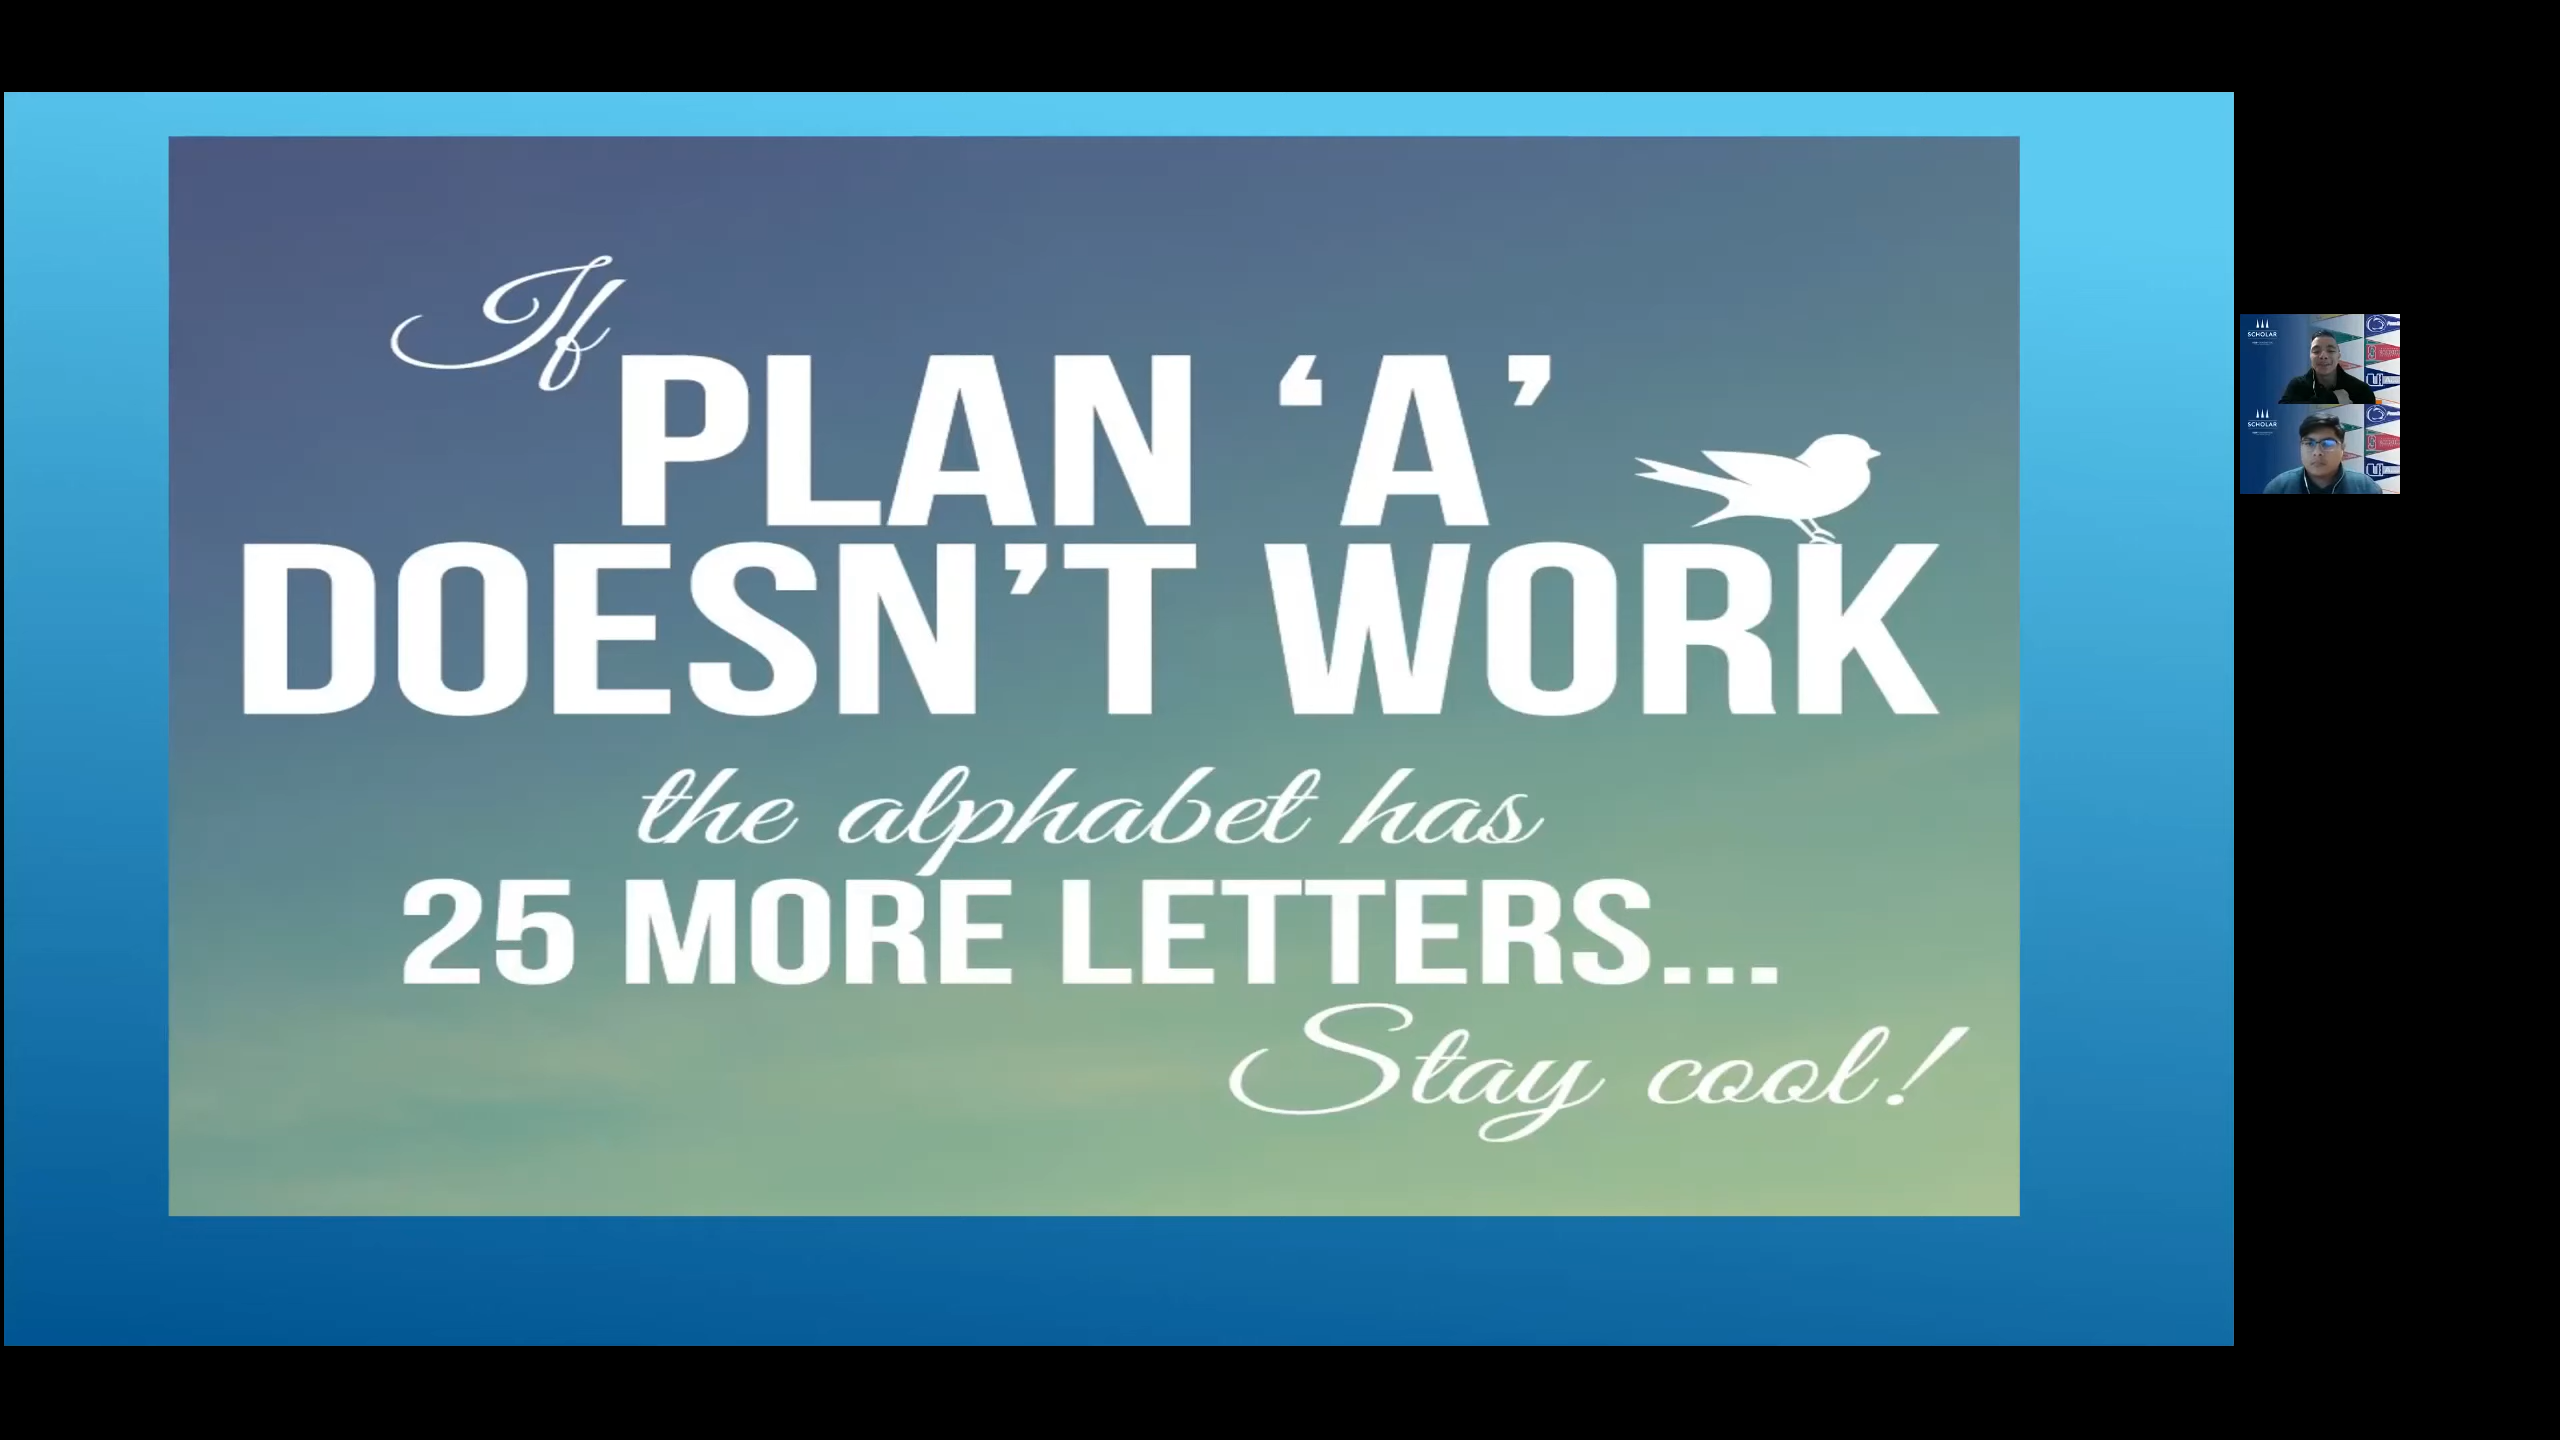 If
PLAN ‘A’
DOESN’T WORK
the alphabet has
25 MORE LETTERS...
Stay cool!
SCHOLAR
SCHOLAR